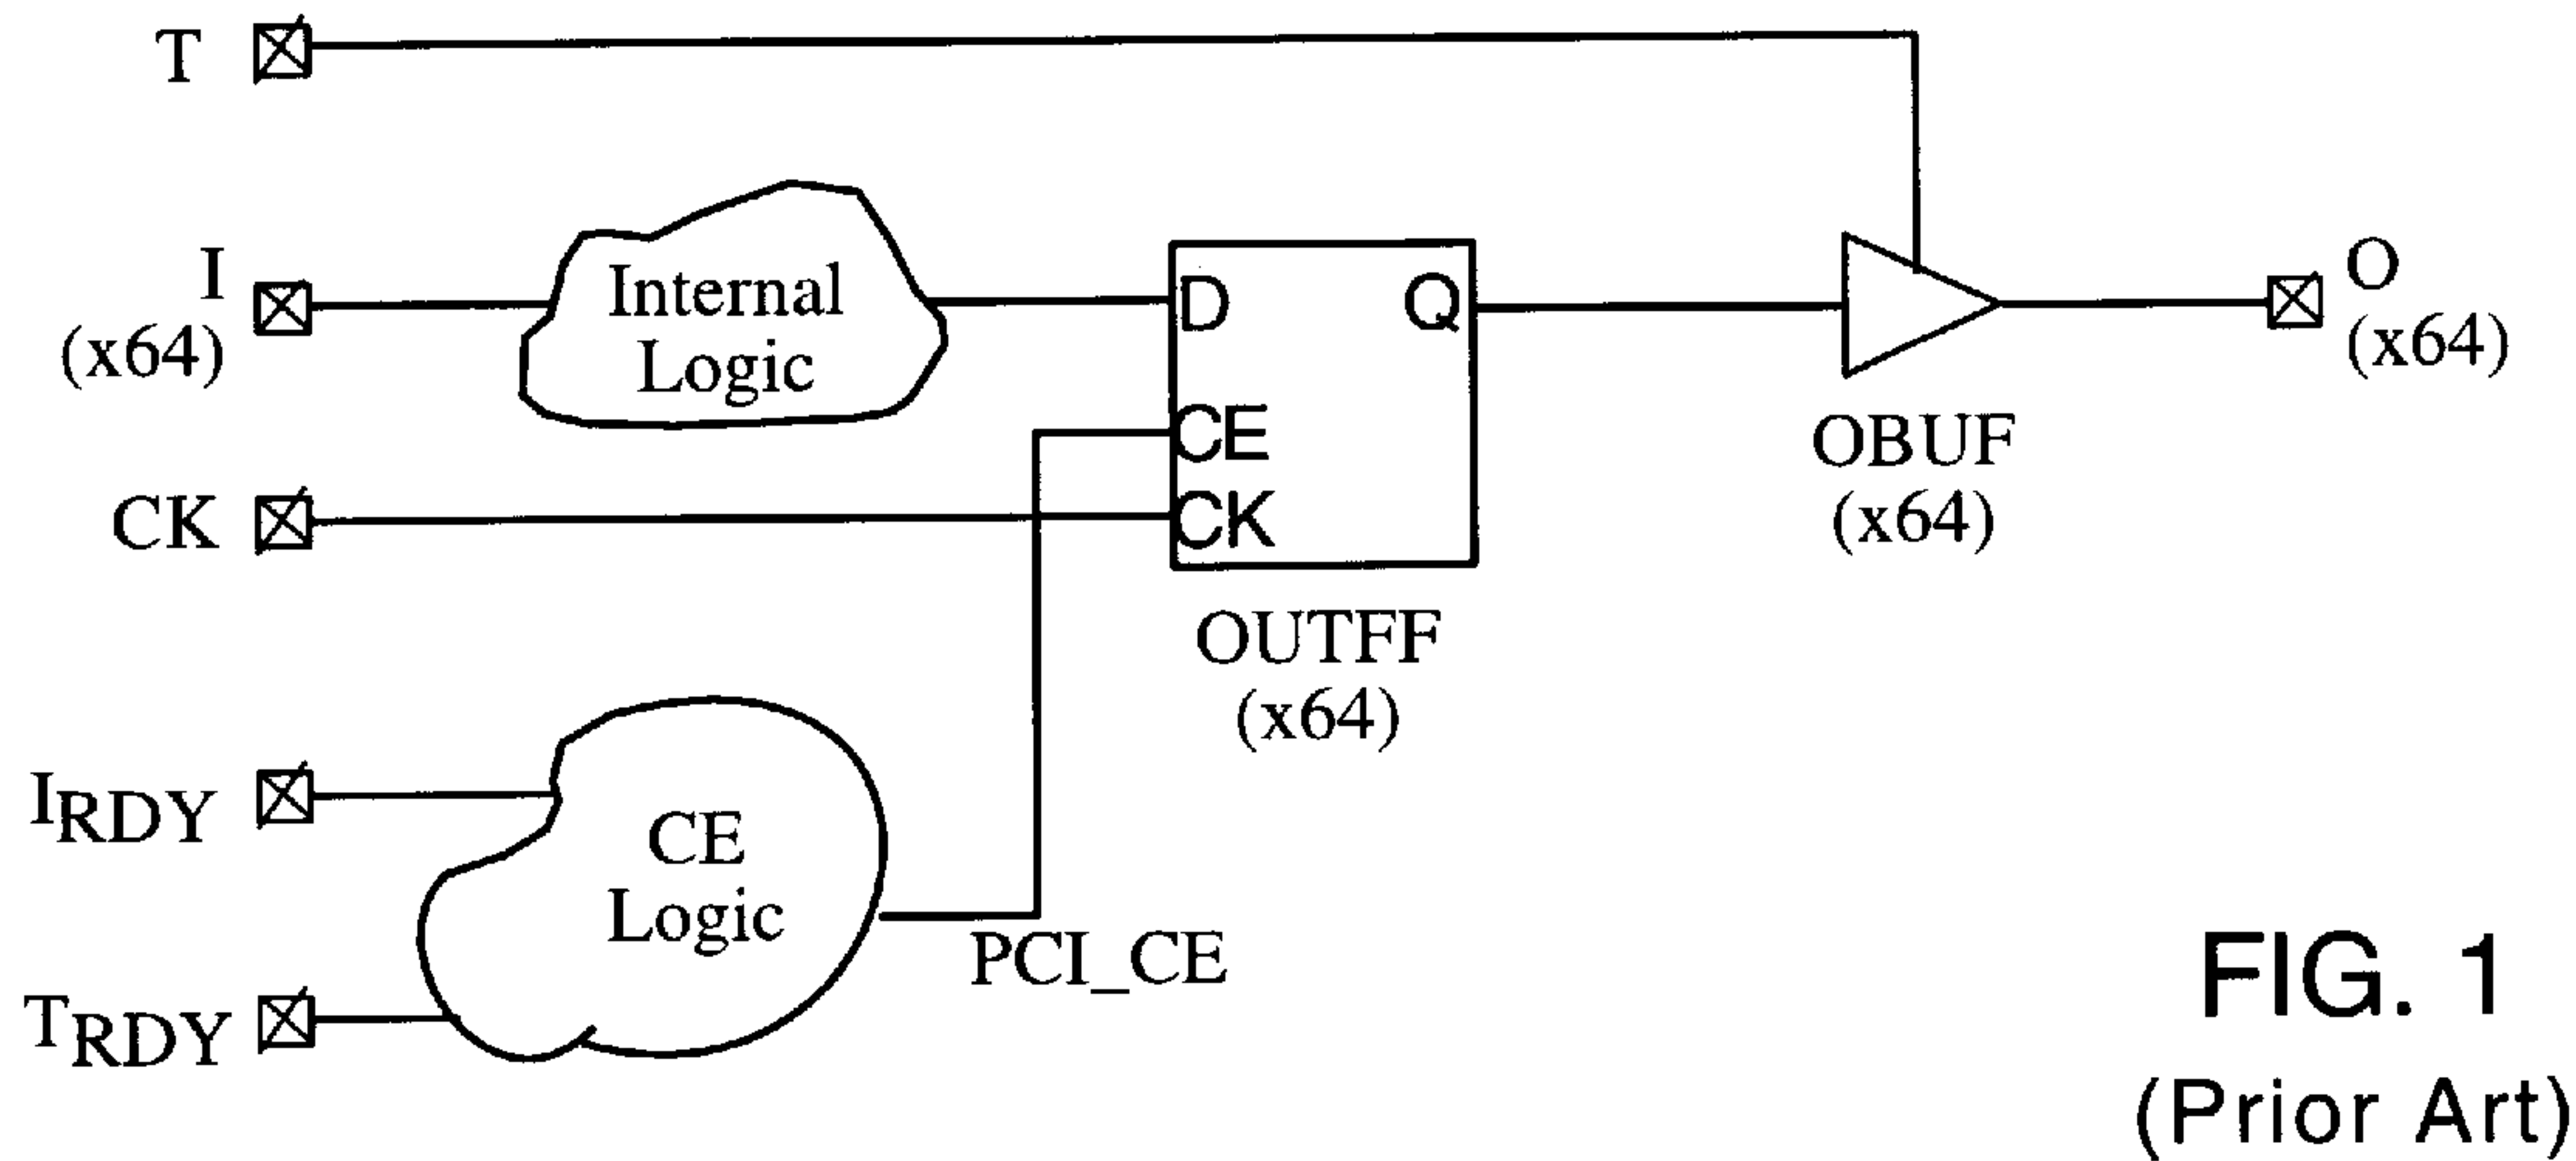 T
I
(x64)
Internal
Logic
D
Q
O
(x64)
CE
CK
CK
OBUF
(x64)
OUTFF
(x64)
IRDY
CE
Logic
PCI_CE
TRDY
FIG. 1
(Prior Art)